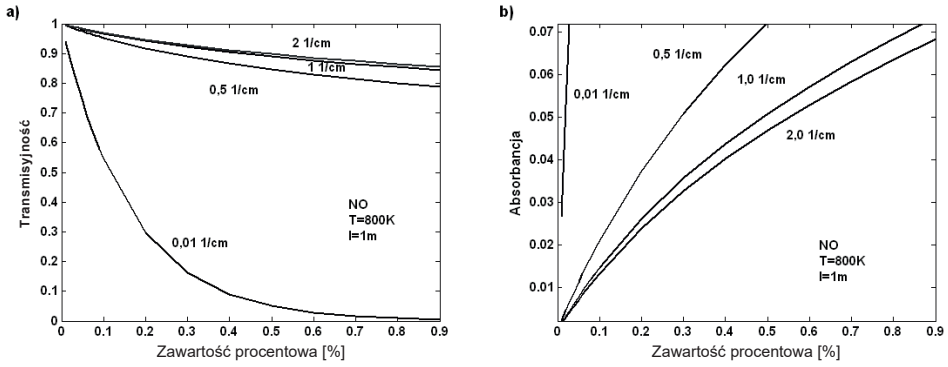 a)
1
0.9
0.8
0.7
0.6
0.5
0.4
0.3
0.2
0.1
0
Transmisyjność
2 1/cm
1 1/cm
0,5 1/cm
0,01 1/cm
NO
T=800K
l=1m
0 0.1 0.2 0.3 0.4 0.5 0.6 0.7 0.8 0.9
Zawartość procentowa [%]
b)
0.07
0.06
0.05
0.04
0.03
0.02
0.01
Absorbancja
0,5 1/cm
0,01 1/cm
1,0 1/cm
2,0 1/cm
NO
T=800K
l=1m
0 0.1 0.2 0.3 0.4 0.5 0.6 0.7 0.8 0.9
Zawartość procentowa [%]